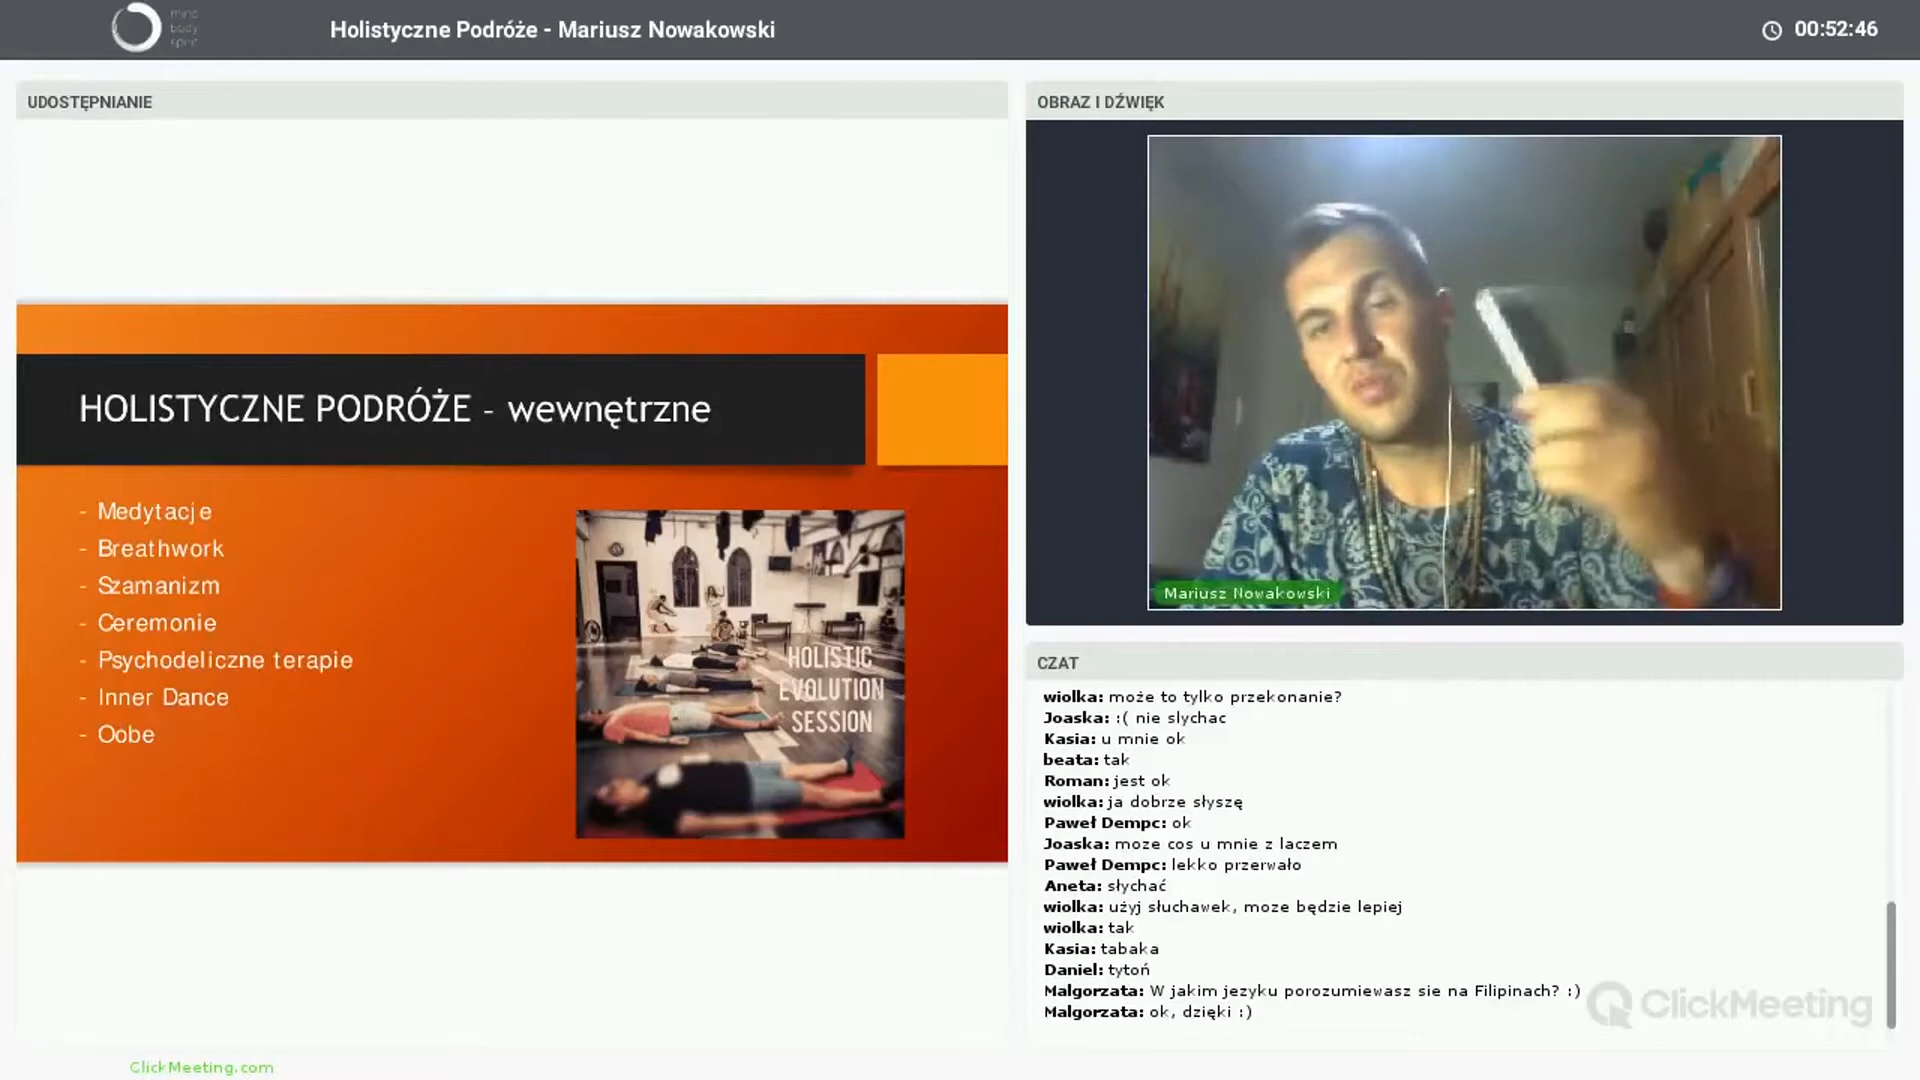 mind
body
spirit
Holistyczne Podróże - Mariusz Nowakowski
00:52:46
UDOSTĘPNIANIE
HOLISTYCZNE PODRÓŻE - wewnętrzne
- Medytacje
- Breathwork
- Szamanizm
- Ceremonie
- Psychodeliczne terapie
- Inner Dance
- Oobe
HOLISTIC
EVOLUTION
SESSION
OBRAZ I DŹWIĘK
Mariusz Nowakowski
CZAT
wiolka: może to tylko przekonanie?
Joaska: :( nie slychac
Kasia: u mnie ok
beata: tak
Roman: jest ok
wiolka: ja dobrze słyszę
Paweł Dempc: ok
Joaska: moze cos u mnie z laczem
Paweł Dempc: lekko przerwało
Aneta: słychać
wiolka: użyj słuchawek, moze będzie lepiej
wiolka: tak
Kasia: tabaka
Daniel: tytoń
Malgorzata: W jakim jezyku porozumiewasz sie na Filipinach? :)
Malgorzata: ok, dzięki :)
ClickMeeting
ClickMeeting.com